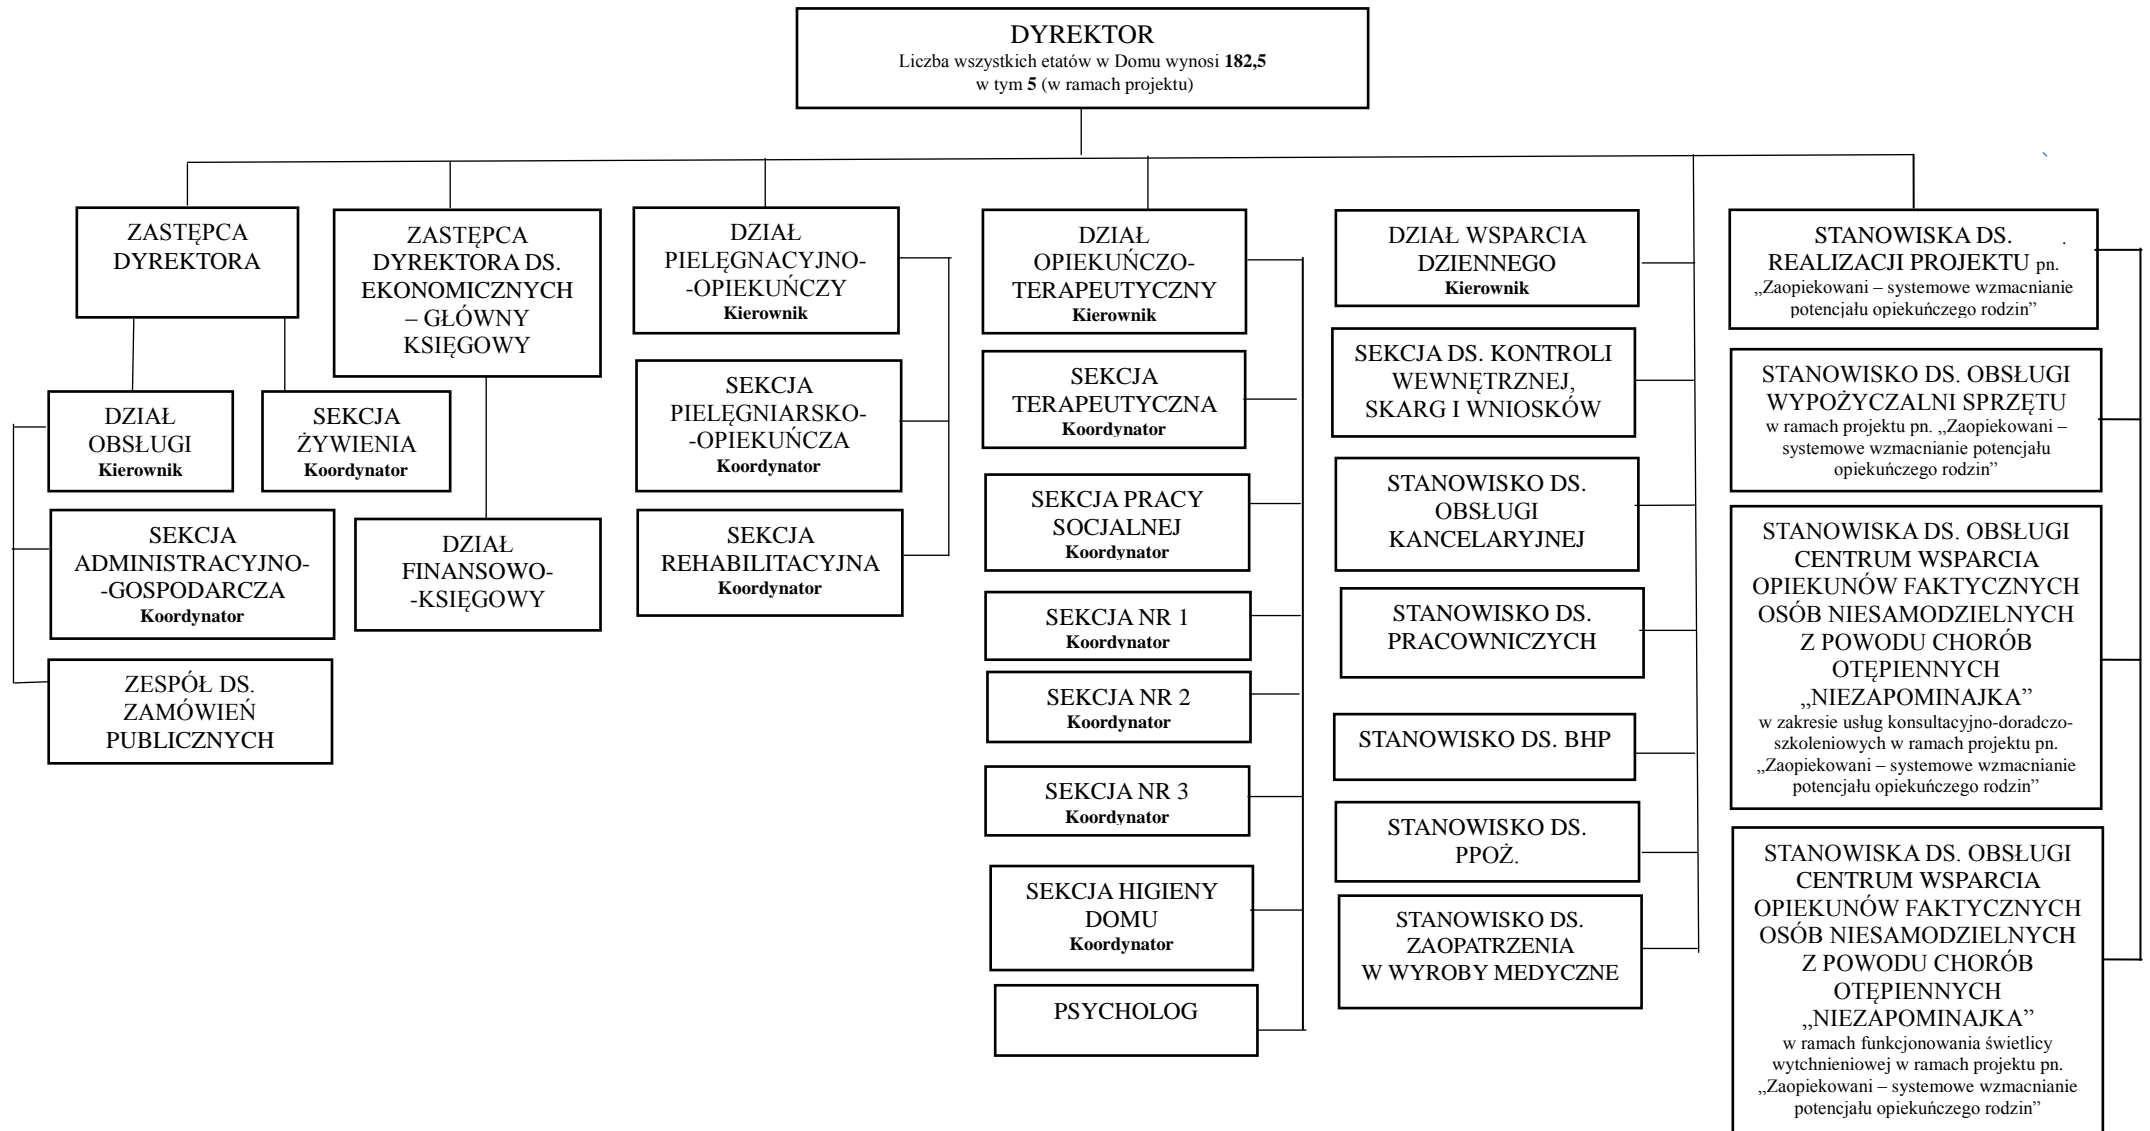 DYREKTOR
Liczba wszystkich etatów w Domu wynosi 182,5
w tym 5 (w ramach projektu)
ZASTĘPCA
DYREKTORA
DZIAŁ
OBSŁUGI
Kierownik
SEKCJA
ŻYWIENIA
Koordynator
SEKCJA
ADMINISTRACYJNO-
-GOSPODARCZA
Koordynator
ZESPÓŁ DS.
ZAMÓWIEŃ
PUBLICZNYCH
ZASTĘPCA
DYREKTORA DS.
EKONOMICZNYCH
– GŁÓWNY
KSIĘGOWY
DZIAŁ
FINANSOWO-
-KSIĘGOWY
DZIAŁ
PIELĘGNACYJNO-
-OPIEKUŃCZY
Kierownik
SEKCJA
PIELĘGNIARSKO-
-OPIEKUŃCZA
Koordynator
SEKCJA
REHABILITACYJNA
Koordynator
DZIAŁ
OPIEKUŃCZO-
TERAPEUTYCZNY
Kierownik
SEKCJA
TERAPEUTYCZNA
Koordynator
SEKCJA PRACY
SOCJALNEJ
Koordynator
SEKCJA NR 1
Koordynator
SEKCJA NR 2
Koordynator
SEKCJA NR 3
Koordynator
SEKCJA HIGIENY
DOMU
Koordynator
PSYCHOLOG
DZIAŁ WSPARCIA
DZIENNEGO
Kierownik
SEKCJA DS. KONTROLI
WEWNĘTRZNEJ,
SKARG I WNIOSKÓW
STANOWISKO DS.
OBSŁUGI
KANCELARYJNEJ
STANOWISKO DS.
PRACOWNICZYCH
STANOWISKO DS. BHP
STANOWISKO DS.
PPOŻ.
STANOWISKO DS.
ZAOPATRZENIA
W WYROBY MEDYCZNE
STANOWISKA DS.
REALIZACJI PROJEKTU pn.
„Zaopiekowani – systemowe wzmacnianie
potencjału opiekuńczego rodzin”
STANOWISKO DS. OBSŁUGI
WYPOŻYCZALNI SPRZĘTU
w ramach projektu pn. „Zaopiekowani –
systemowe wzmacnianie potencjału
opiekuńczego rodzin”
STANOWISKA DS. OBSŁUGI
CENTRUM WSPARCIA
OPIEKUNÓW FAKTYCZNYCH
OSÓB NIESAMODZIELNYCH
Z POWODU CHORÓB
OTĘPIENNYCH
„NIEZAPOMINAJKA”
w zakresie usług konsultacyjno-doradczo-
szkoleniowych w ramach projektu pn.
„Zaopiekowani – systemowe wzmacnianie
potencjału opiekuńczego rodzin”
STANOWISKA DS. OBSŁUGI
CENTRUM WSPARCIA
OPIEKUNÓW FAKTYCZNYCH
OSÓB NIESAMODZIELNYCH
Z POWODU CHORÓB
OTĘPIENNYCH
„NIEZAPOMINAJKA”
w ramach funkcjonowania świetlicy
wytchnieniowej w ramach projektu pn.
„Zaopiekowani – systemowe wzmacnianie
potencjału opiekuńczego rodzin”